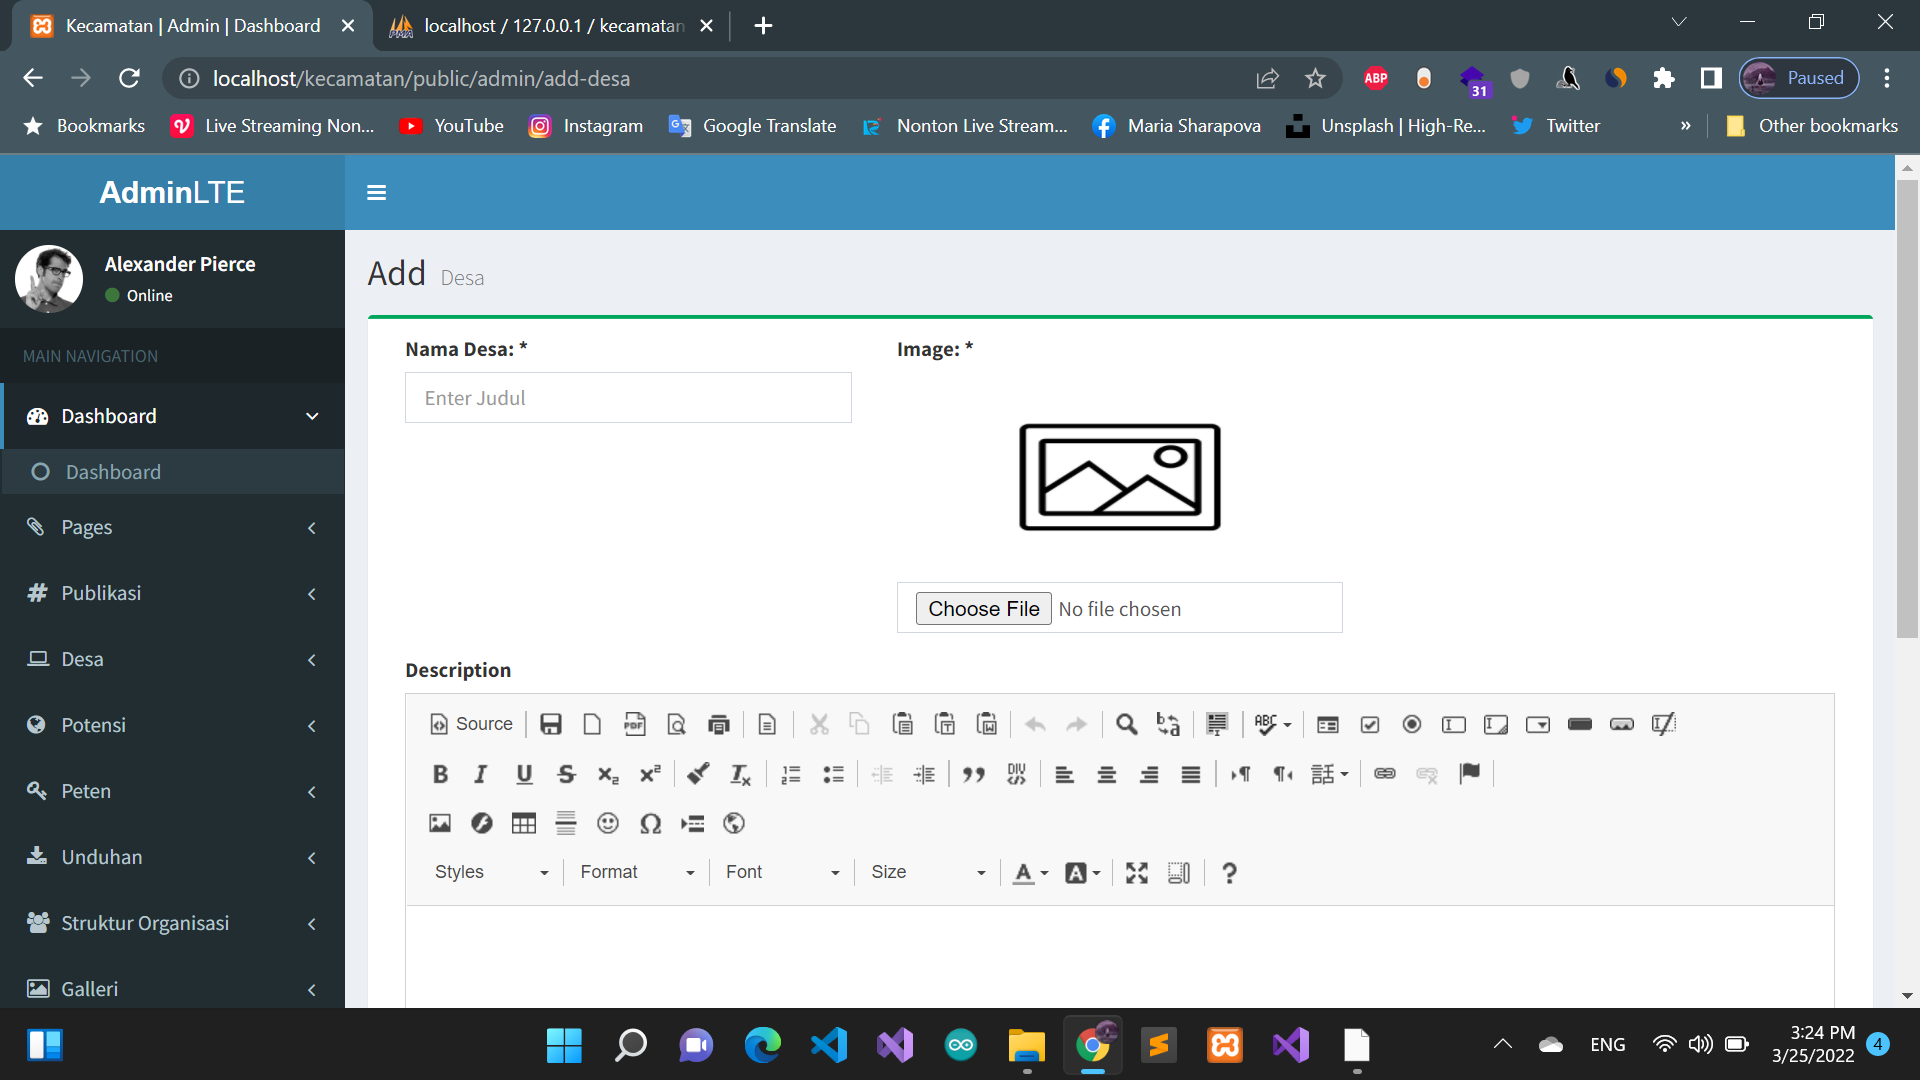 Kecamatan | Admin | Dashboard
localhost / 127.0.0.1 / kecamatan
localhost/kecamatan/public/admin/add-desa
ABP
31
Paused
Bookmarks
Live Streaming Non...
YouTube
Instagram
Google Translate
Nonton Live Stream...
Maria Sharapova
Unsplash | High-Re...
Twitter
»
Other bookmarks
AdminLTE
Alexander Pierce
Online
MAIN NAVIGATION
Dashboard
Dashboard
Pages
Publikasi
Desa
Potensi
Peten
Unduhan
Struktur Organisasi
Galleri
Add Desa
Nama Desa: *
Enter Judul
Image: *
Choose File No file chosen
Description
Source
Styles
Format
Font
Size
ENG
3:24 PM
3/25/2022
4